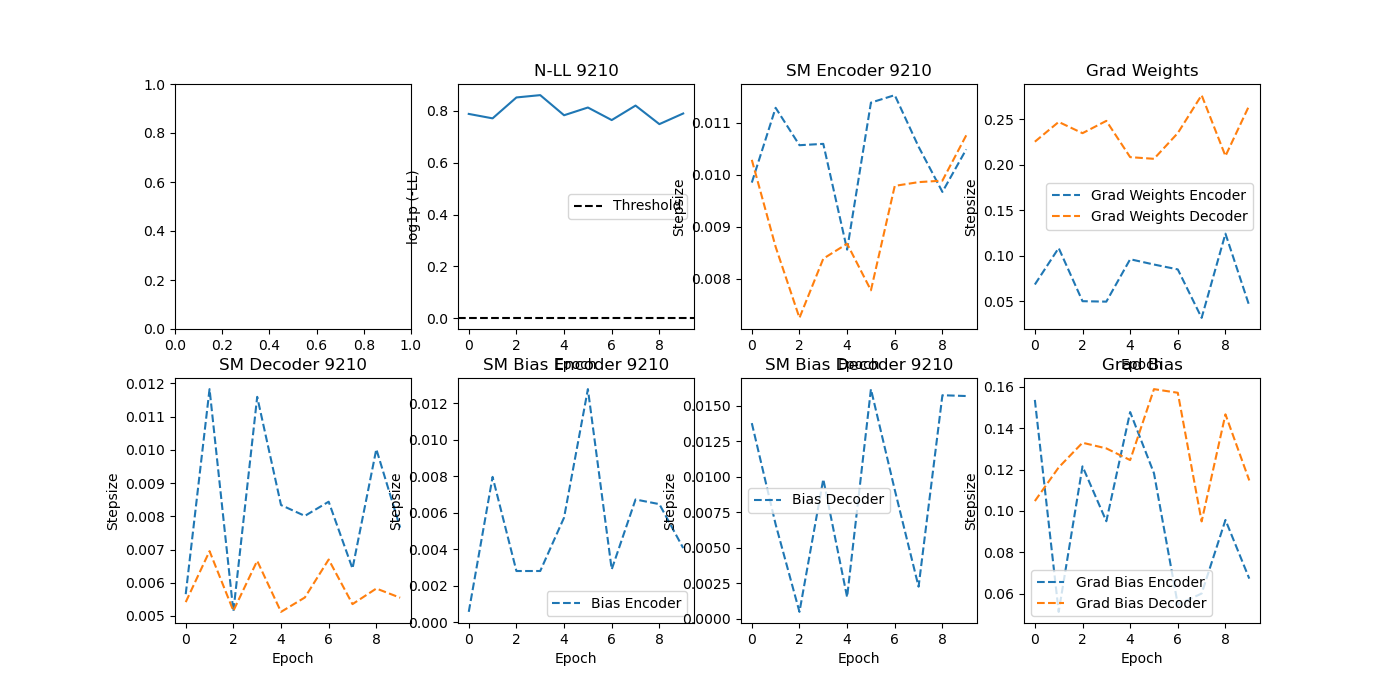 1.0
0.8
0.6
0.4
0.2
0.0
0.0 0.2 0.4 0.6 0.8 1.0
N-LL 9210
log1p (-LL)
0.8
0.6
0.4
0.2
0.0
Threshold
0 2 4 6 8
Epoch
SM Encoder 9210
Stepsize
0.011
0.010
0.009
0.008
0 2 4 6 8
Epoch
Grad Weights
Stepsize
0.25
0.20
0.15
0.10
0.05
Grad Weights Encoder
Grad Weights Decoder
0 2 4 6 8
Epoch
SM Decoder 9210
Stepsize
0.012
0.011
0.010
0.009
0.008
0.007
0.006
0.005
0 2 4 6 8
Epoch
SM Bias Encoder 9210
Stepsize
0.012
0.010
0.008
0.006
0.004
0.002
0.000
Bias Encoder
0 2 4 6 8
Epoch
SM Bias Decoder 9210
Stepsize
0.0150
0.0125
0.0100
0.0075
0.0050
0.0025
0.0000
Bias Decoder
0 2 4 6 8
Epoch
Grad Bias
Stepsize
0.16
0.14
0.12
0.10
0.08
0.06
Grad Bias Encoder
Grad Bias Decoder
0 2 4 6 8
Epoch